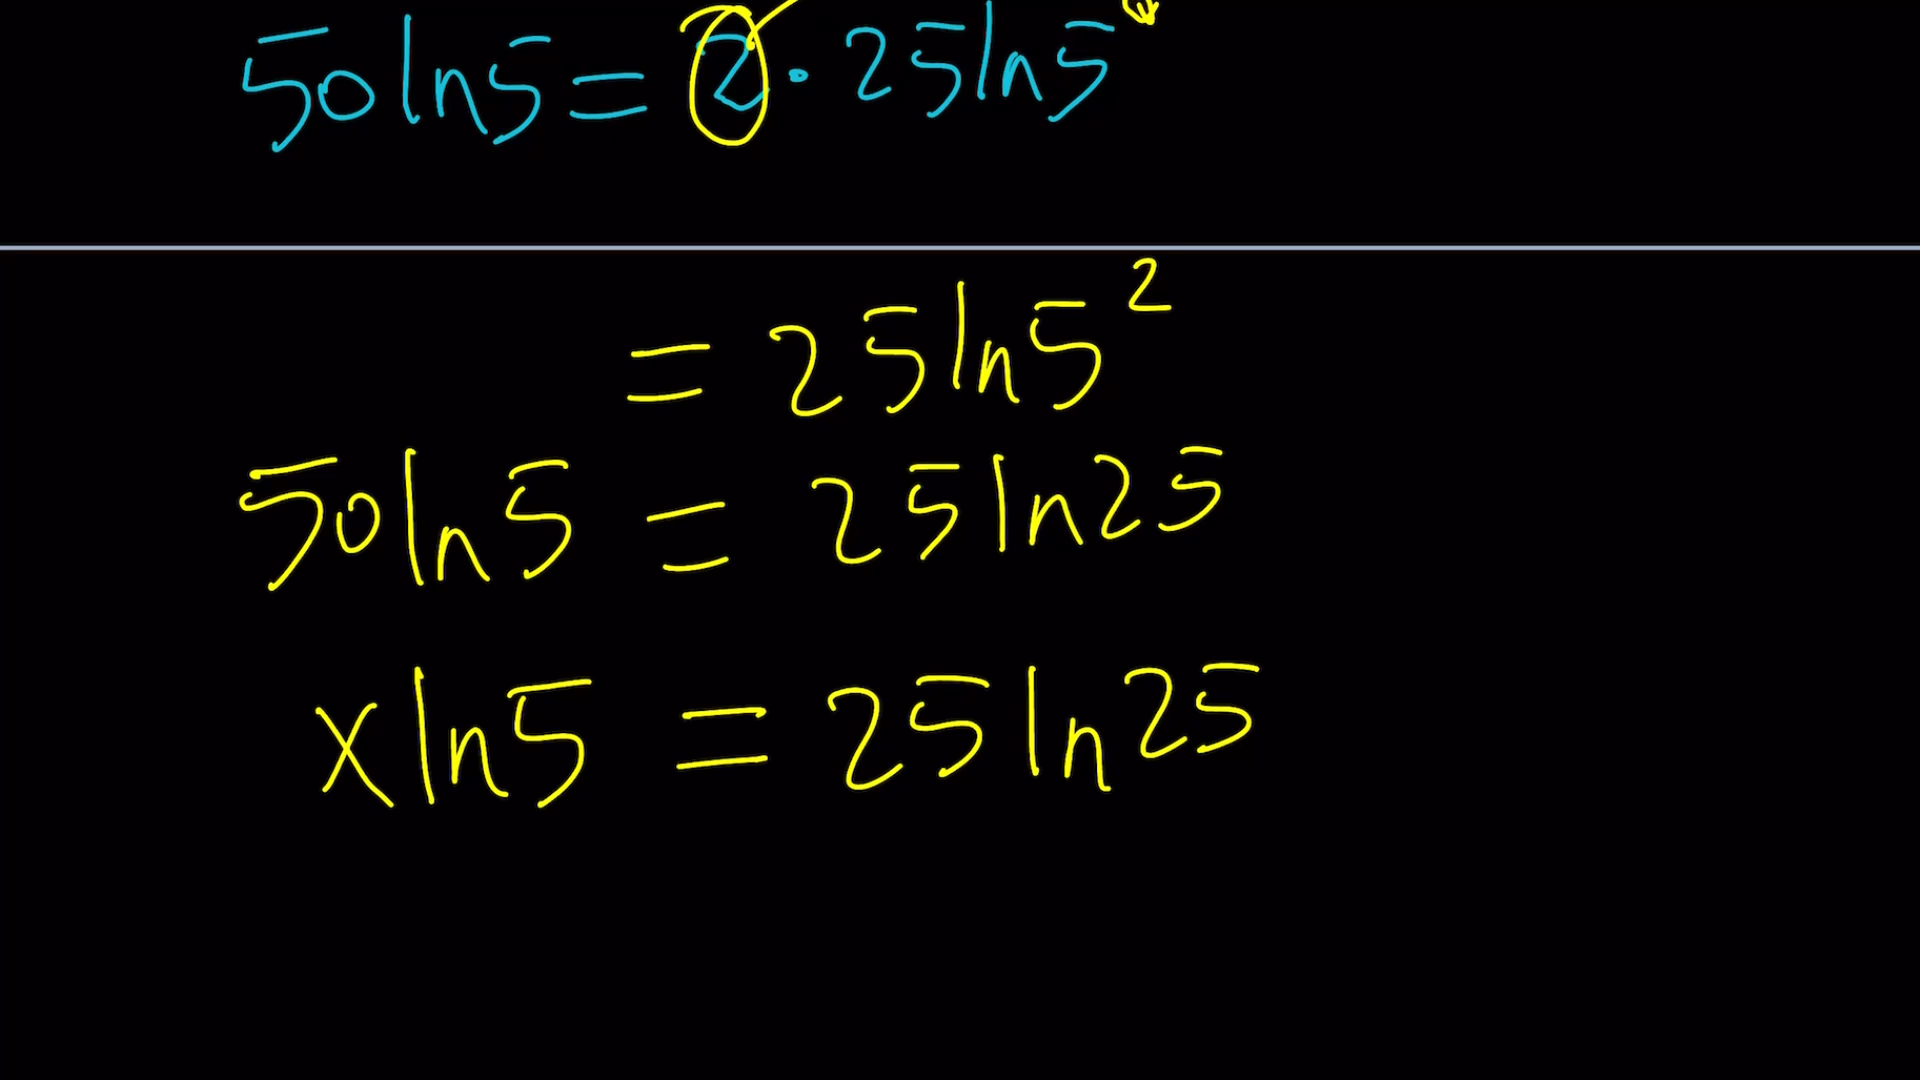 50ln5 = 2 · 25ln5
= 25ln5²
50ln5 = 25ln25
xln5 = 25ln25